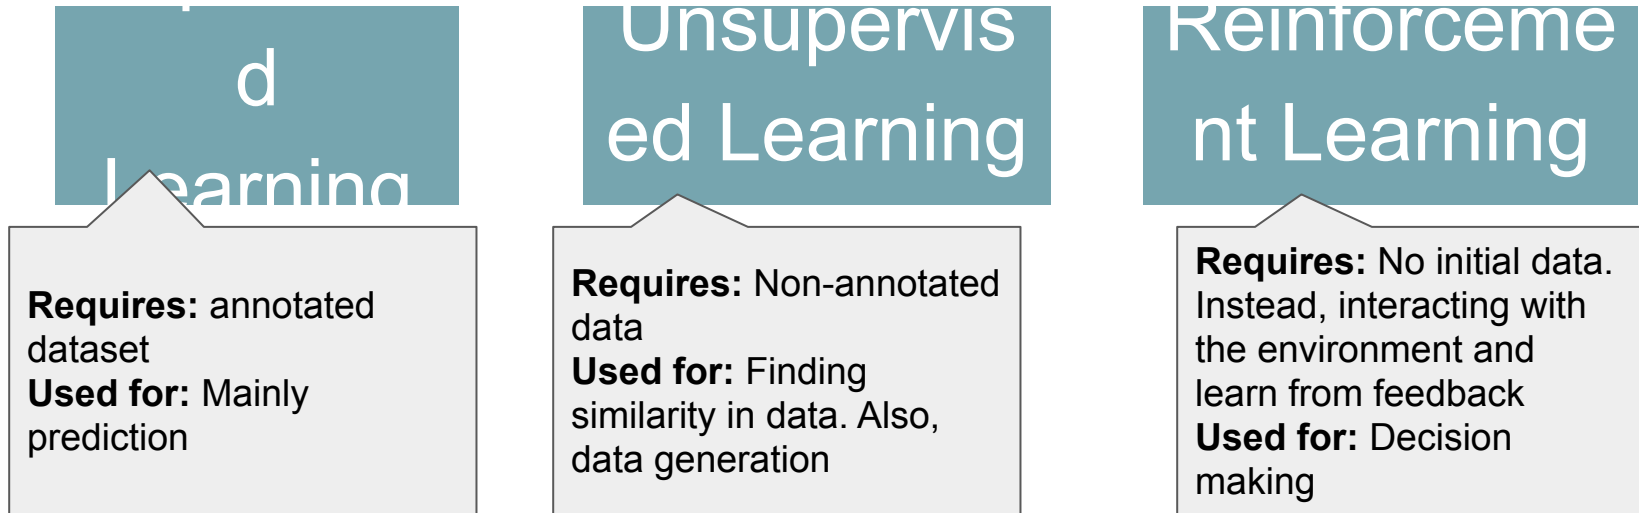 d
Learning
Requires: annotated
dataset
Used for: Mainly
prediction
Unsupervis
ed Learning
Requires: Non-annotated
data
Used for: Finding
similarity in data. Also,
data generation
Reinforceme
nt Learning
Requires: No initial data.
Instead, interacting with
the environment and
learn from feedback
Used for: Decision
making